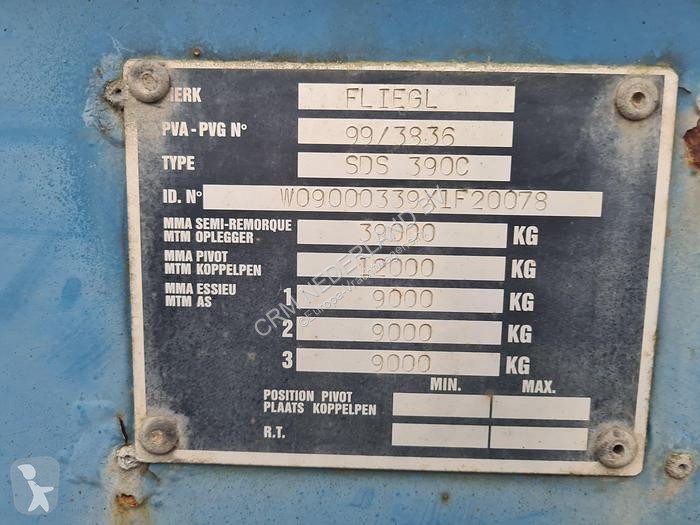 MERK FLIEGL
PVA - PVG N° 99/3836
TYPE SDS 390C
ID. N° W09000339X1F20078
MMA SEMI-REMORQUE
MTM OPLEGGER 39000 KG
MMA PIVOT
MTM KOPPELPEN 12000 KG
MMA ESSIEU
MTM AS 1 9000 KG
2 9000 KG
3 9000 KG
MIN. MAX.
POSITION PIVOT
PLAATS KOPPELPEN
R.T.
CRM NEDERLAND BV